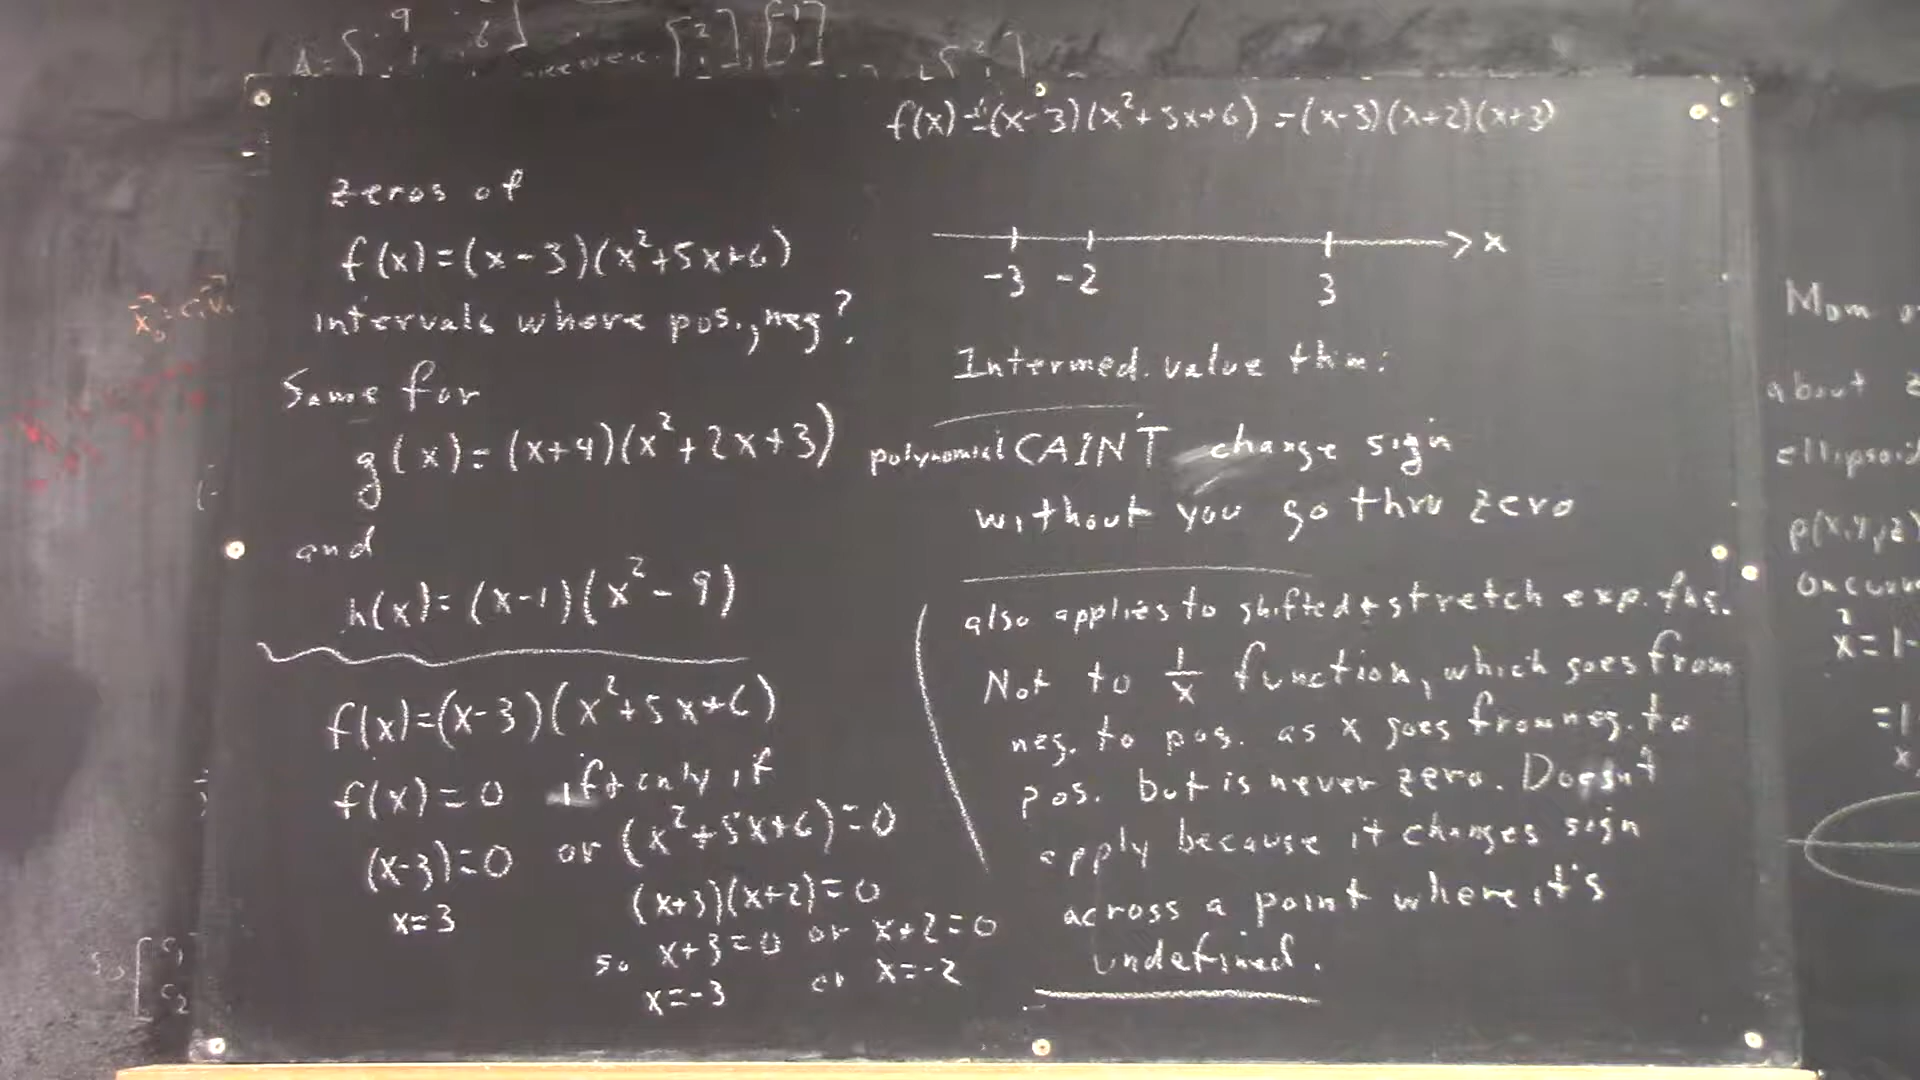 zeros of
f(x)=(x-3)(x²+5x+6)
intervals where pos., neg?
Same for
g(x)=(x+4)(x²+2x+3)
and
h(x)=(x-1)(x²-9)
f(x)=(x-3)(x²+5x+6)
f(x)=0 if & only if
(x-3)=0 or (x²+5x+6)=0
x=3
(x+3)(x+2)=0
so x+3=0 or x+2=0
x=-3 or x=-2
f(x)=(x-3)(x²+5x+6)=(x-3)(x+2)(x+3)
x
-3 -2 3
Intermed. value thm:
polynomial CAINT change sign
without you go thru zero
also applies to shifted & stretch exp. fns.
Not to 1/x function, which goes from
neg. to pos. as x goes from neg. to
pos. but is never zero. Doesn't
apply because it changes sign
across a point where it's
undefined.
A=
Mom
about
ellipsoid
p(x,y,z)